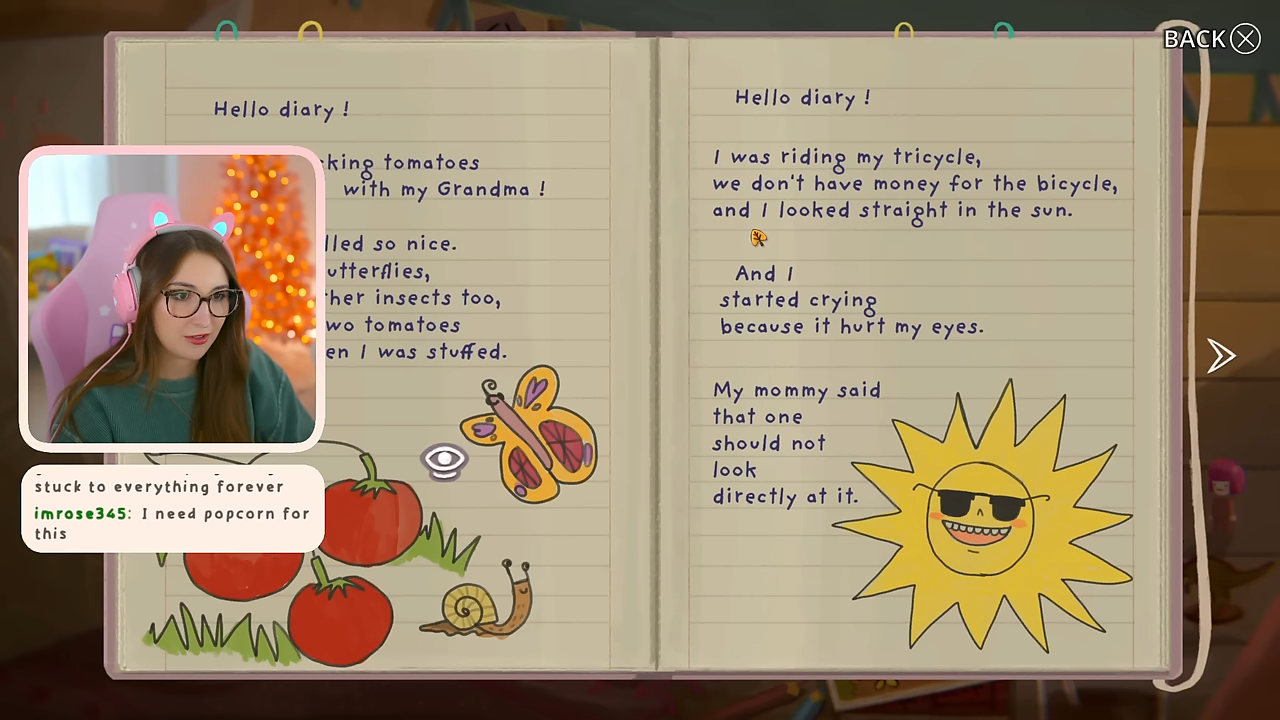 BACK
Hello diary !
cking tomatoes
with my Grandma !
lled so nice.
utterflies,
her insects too,
wo tomatoes
en I was stuffed.
Hello diary !
I was riding my tricycle,
we don't have money for the bicycle,
and I looked straight in the sun.
And I
started crying
because it hurt my eyes.
My mommy said
that one
should not
look
directly at it.
stuck to everything forever
imrose345: I need popcorn for
this